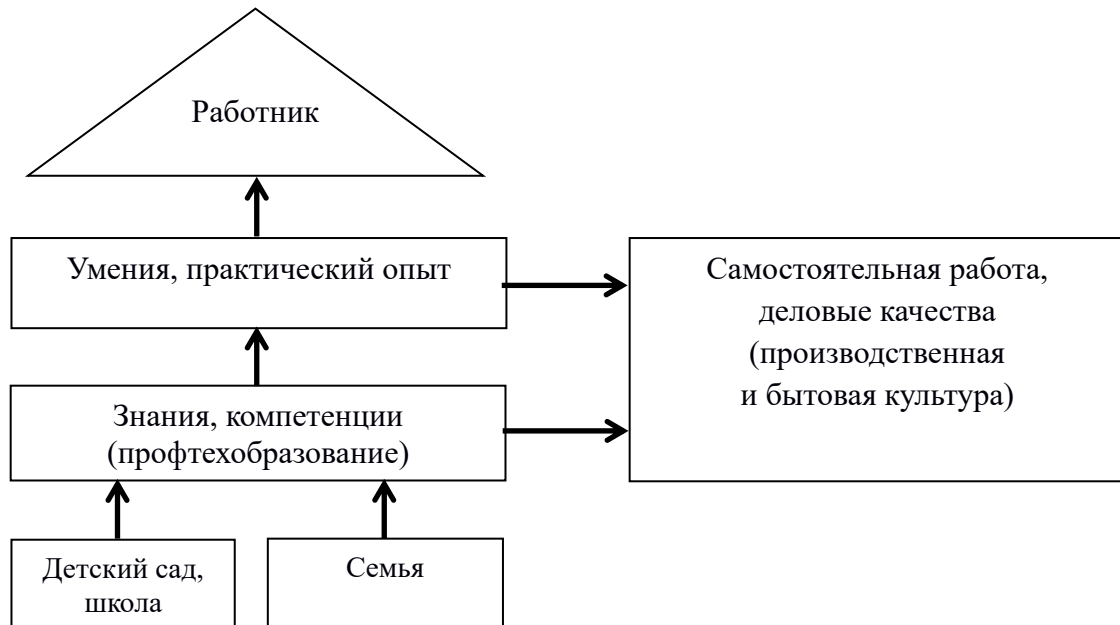 Работник
Умения, практический опыт
Самостоятельная работа,
деловые качества
(производственная
и бытовая культура)
Знания, компетенции
(профтехобразование)
Детский сад,
школа
Семья